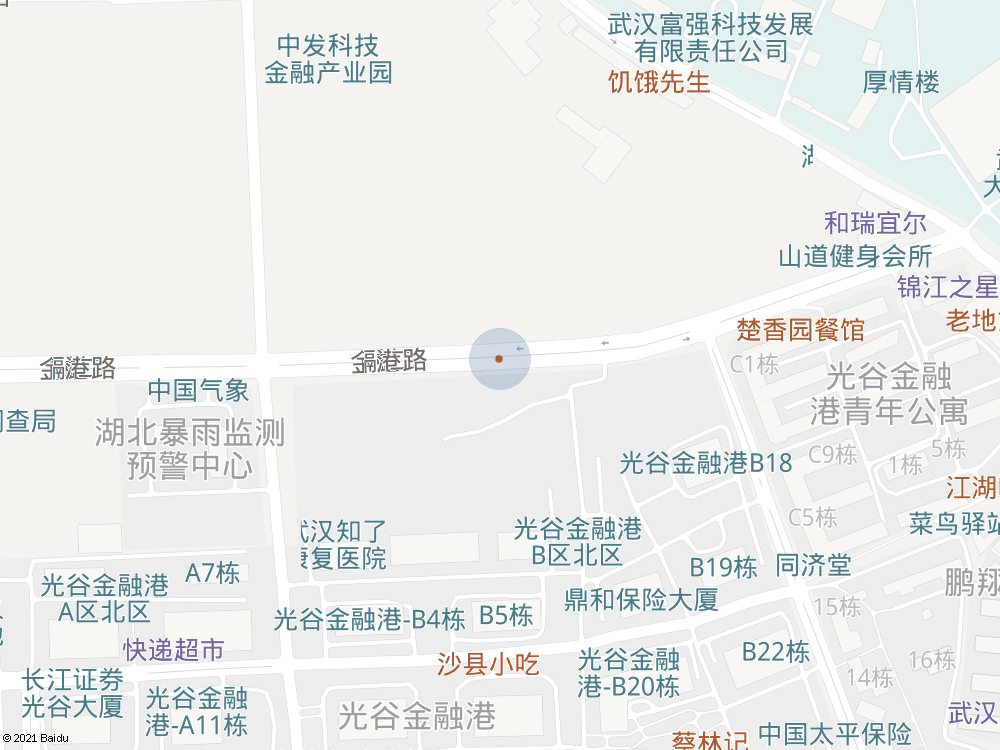 中发科技
金融产业园
武汉富强科技发展
有限责任公司
饥饿先生
厚情楼
和瑞宜尔
山道健身会所
锦江之星
楚香园餐馆
老地
C1栋
光谷金融
港青年公寓
港路
港路
中国气象
查局
湖北暴雨监测
预警中心
光谷金融港B18
C9栋
1栋
5栋
江湖
C5栋
菜鸟驿站
武汉知了
康复医院
光谷金融港
B区北区
B19栋
同济堂
光谷金融港
A区北区
A7栋
鼎和保险大厦
鹏翔
15栋
光谷金融港-B4栋
B5栋
快递超市
沙县小吃
光谷金融
港-B20栋
B22栋
16栋
14栋
长江证券
光谷大厦
光谷金融
港-A11栋
光谷金融港
武汉
蔡林记
中国太平保险
© 2021 Baidu